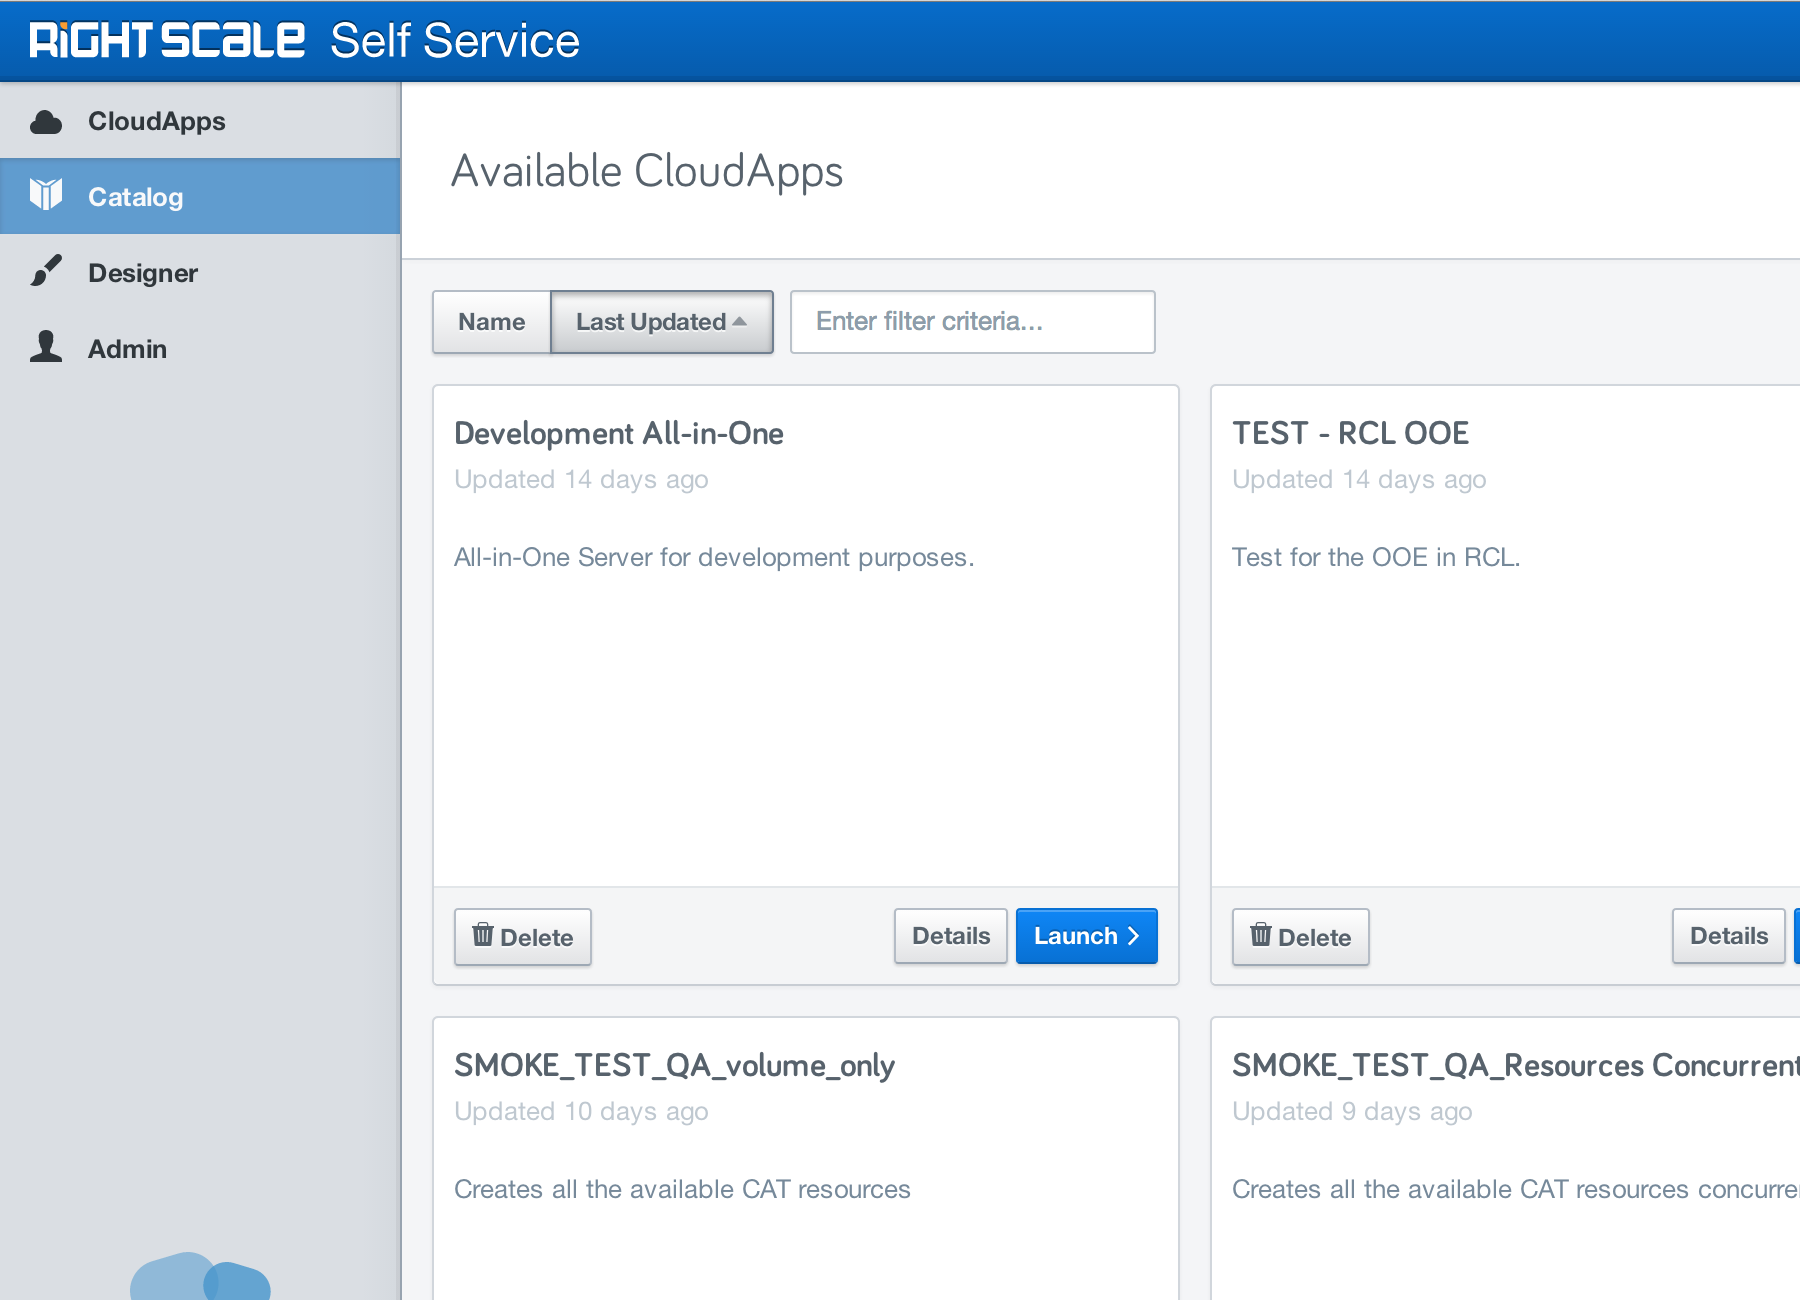 RIGHTSCALE Self Service
CloudApps
Catalog
Designer
Admin
Available CloudApps
Name
Last Updated
Enter filter criteria...
Development All-in-One
Updated 14 days ago
All-in-One Server for development purposes.
Delete
Details
Launch
TEST - RCL OOE
Updated 14 days ago
Test for the OOE in RCL.
Delete
Details
SMOKE_TEST_QA_volume_only
Updated 10 days ago
Creates all the available CAT resources
SMOKE_TEST_QA_Resources Concurrent
Updated 9 days ago
Creates all the available CAT resources concurre